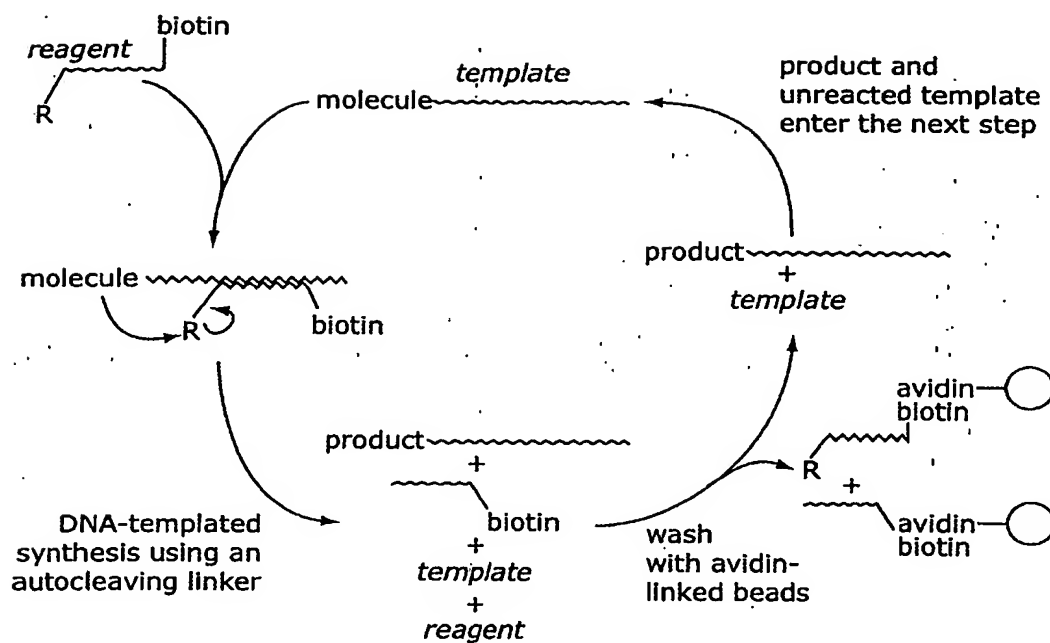 biotin
reagent
R
template
molecule
product and
unreacted template
enter the next step
molecule
R
biotin
product
+
template
DNA-templated
synthesis using an
autocleaving linker
product
+
biotin
+
template
+
reagent
wash
with avidin-
linked beads
avidin
biotin
R
+
avidin
biotin